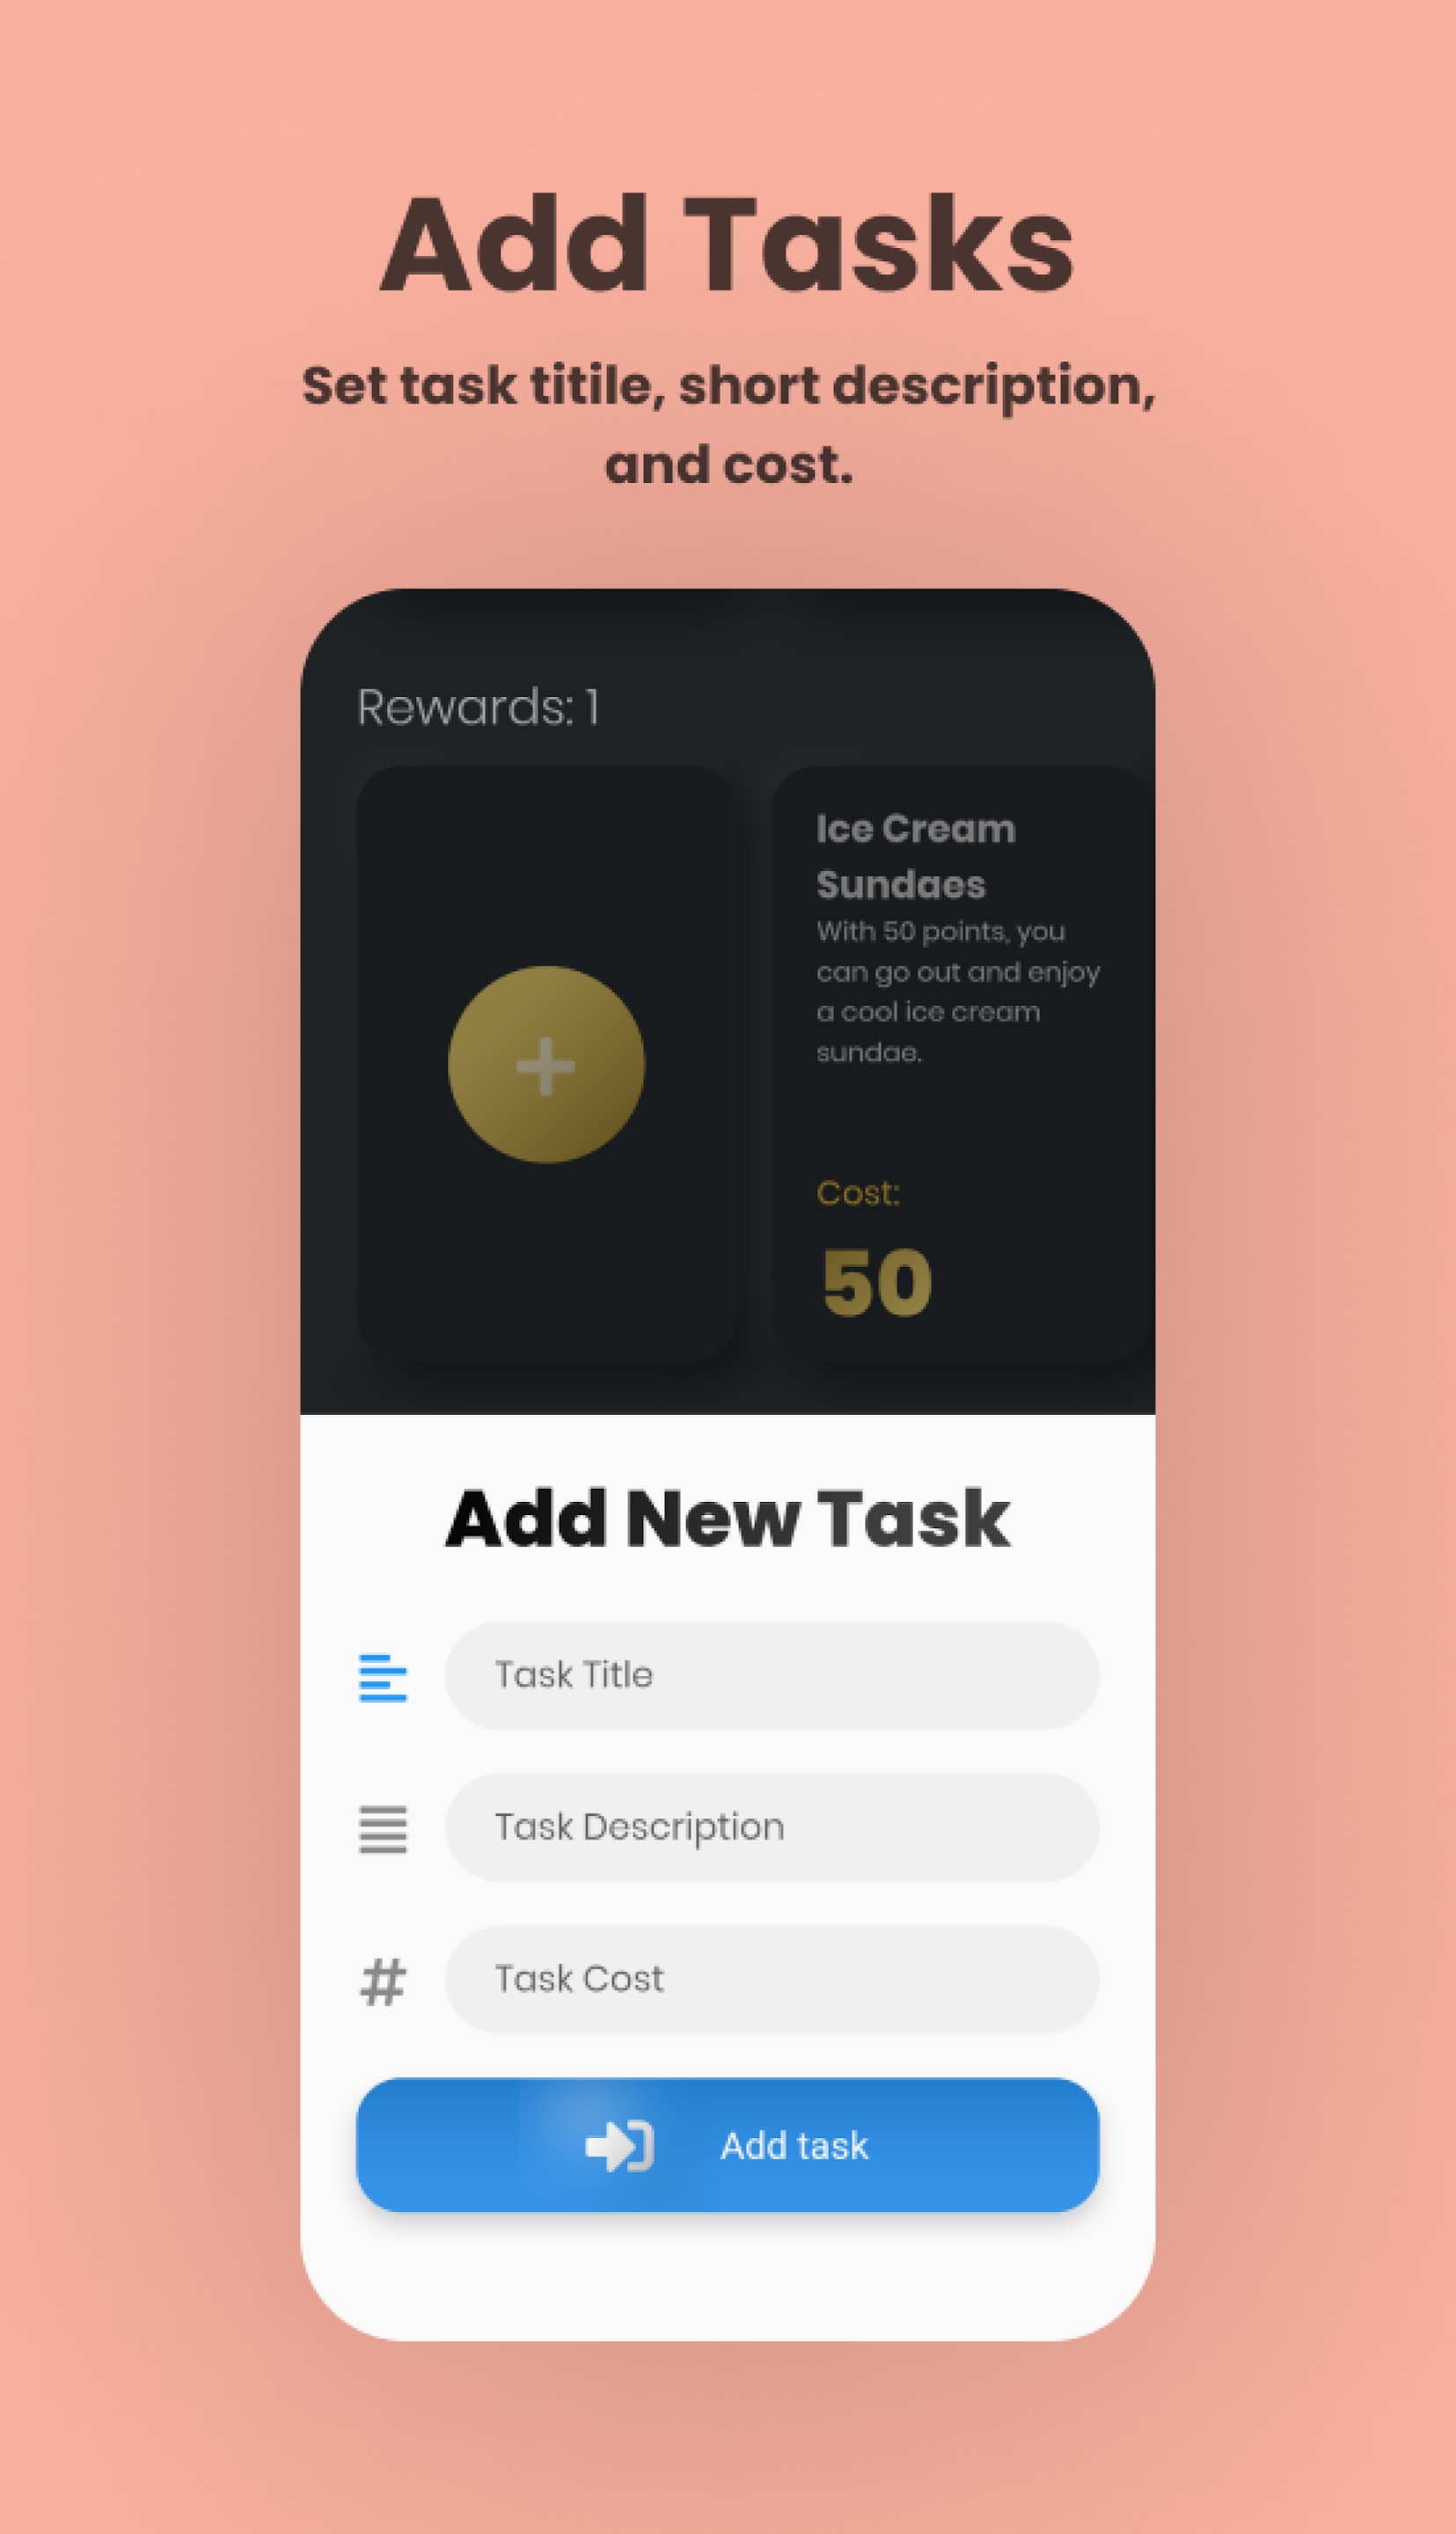 Add Tasks
Set task titile, short description,
and cost.
Rewards: 1
Ice Cream
Sundaes
With 50 points, you
can go out and enjoy
a cool ice cream
sundae.
Cost:
50
Add New Task
Task Title
Task Description
Task Cost
Add task